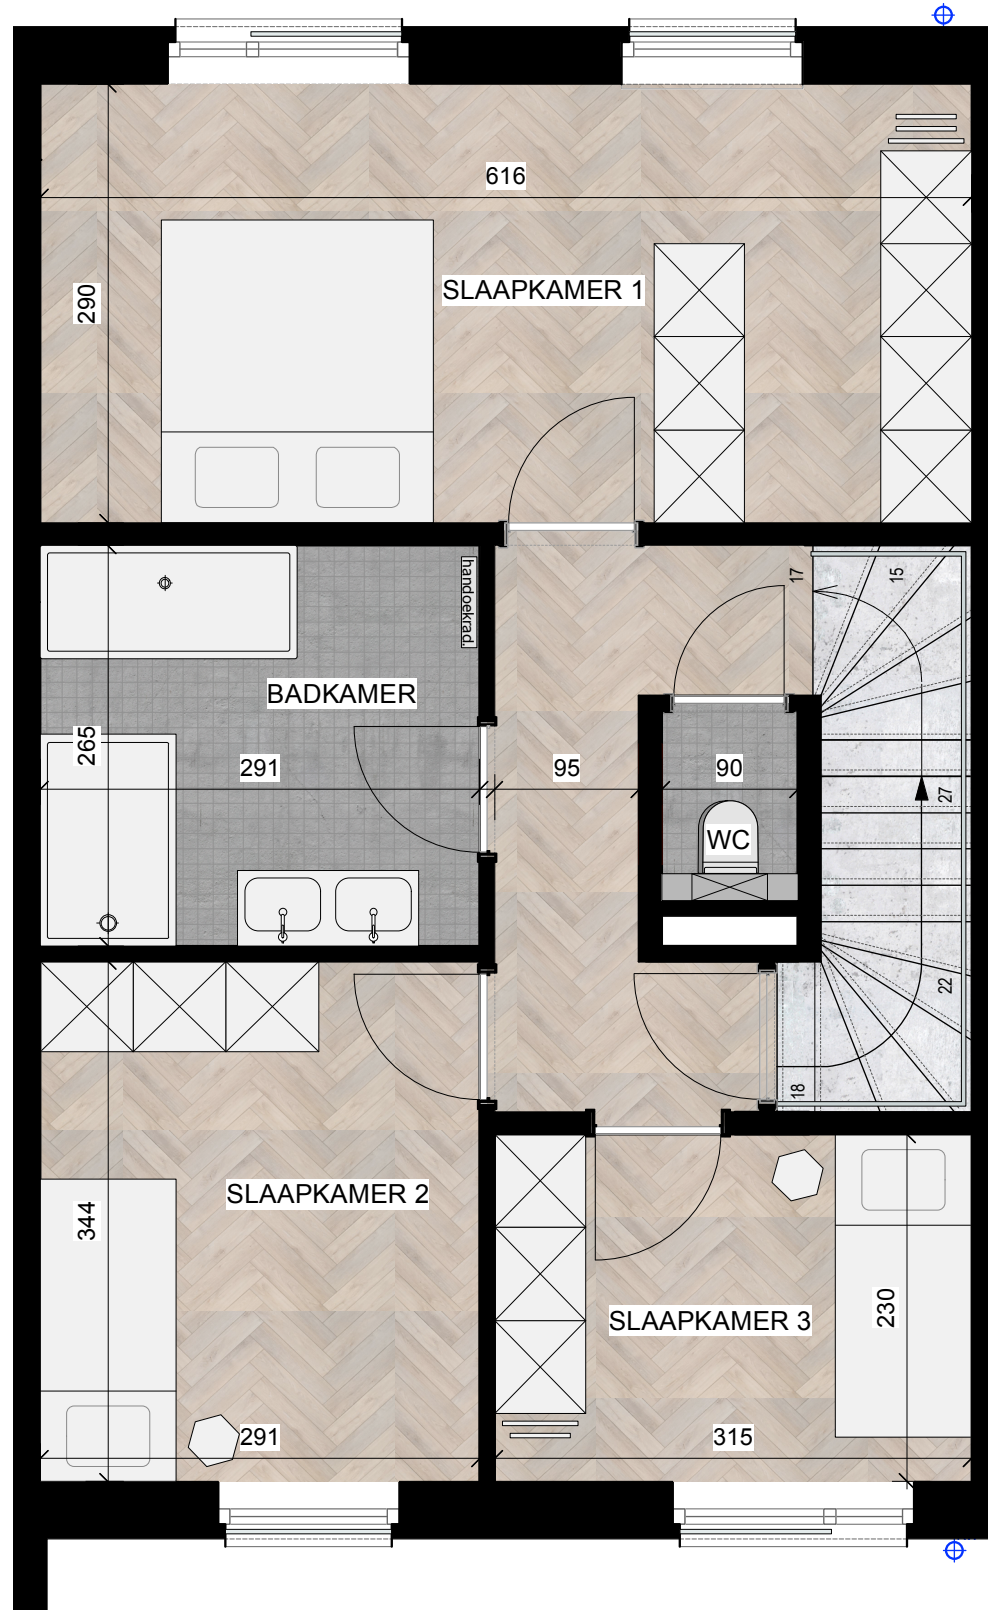 616
SLAAPKAMER 1
290
handoekrad.
17
15
BADKAMER
265
291
95
90
27
WC
22
18
SLAAPKAMER 2
344
230
SLAAPKAMER 3
291
315